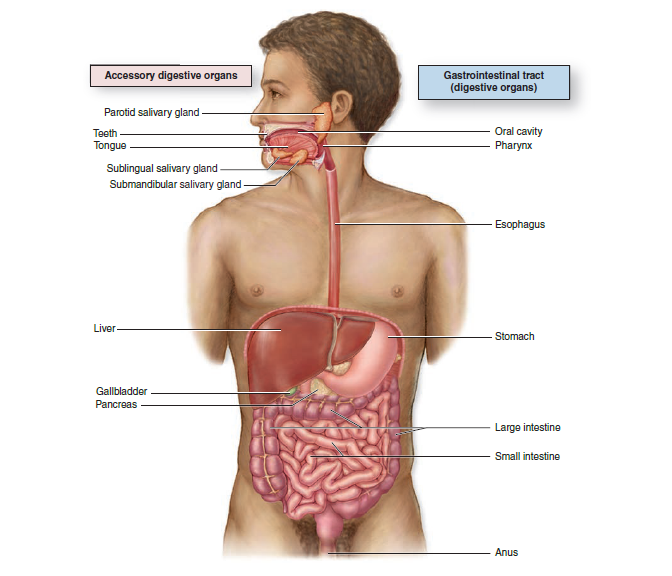 Accessory digestive organs
Gastrointestinal tract
(digestive organs)
Parotid salivary gland
Teeth
Tongue
Sublingual salivary gland
Submandibular salivary gland
Liver
Gallbladder
Pancreas
Oral cavity
Pharynx
Esophagus
Stomach
Large intestine
Small intestine
Anus